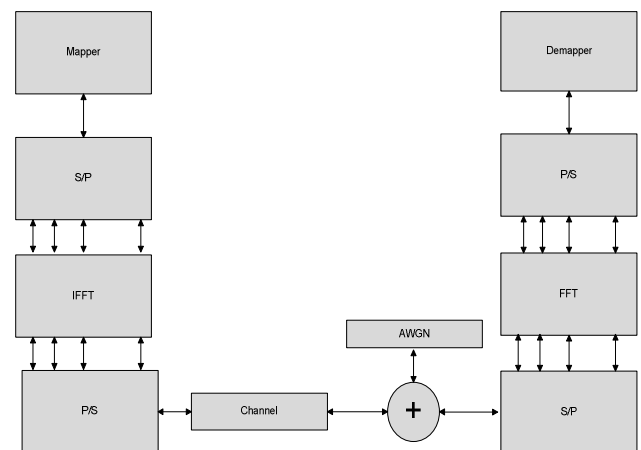 Mapper
Demapper
S/P
P/S
IFFT
FFT
AWGN
P/S
Channel
+
S/P